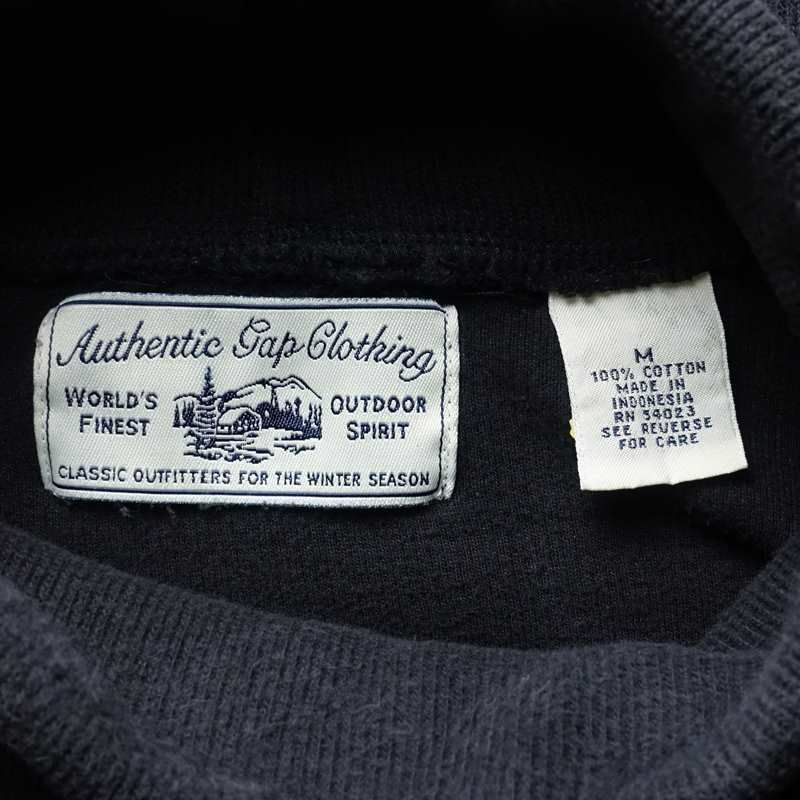 Authentic Gap Clothing
WORLD'S FINEST
OUTDOOR SPIRIT
CLASSIC OUTFITTERS FOR THE WINTER SEASON
M
100% COTTON
MADE IN
INDONESIA
RN 54023
SEE REVERSE
FOR CARE